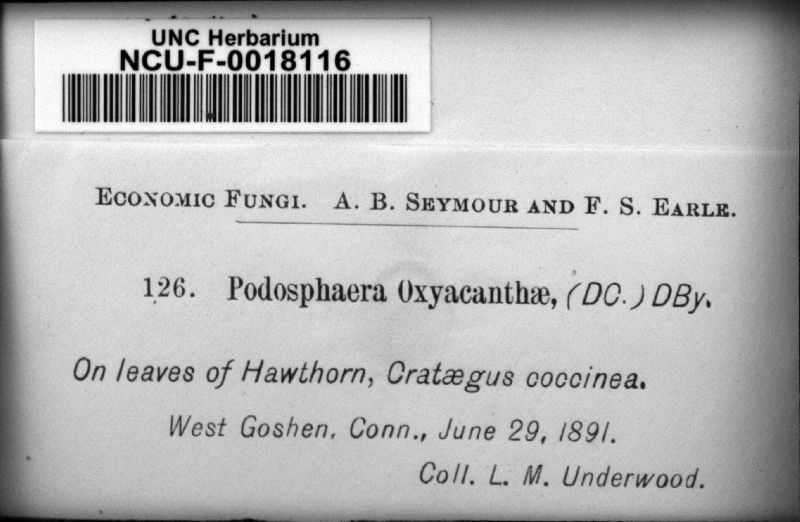 UNC Herbarium
NCU-F-0018116
Economic Fungi. A. B. Seymour and F. S. Earle.
126. Podosphaera Oxyacanthæ, (DC.) DBy.
On leaves of Hawthorn, Cratægus coccinea.
West Goshen, Conn., June 29, 1891.
Coll. L. M. Underwood.